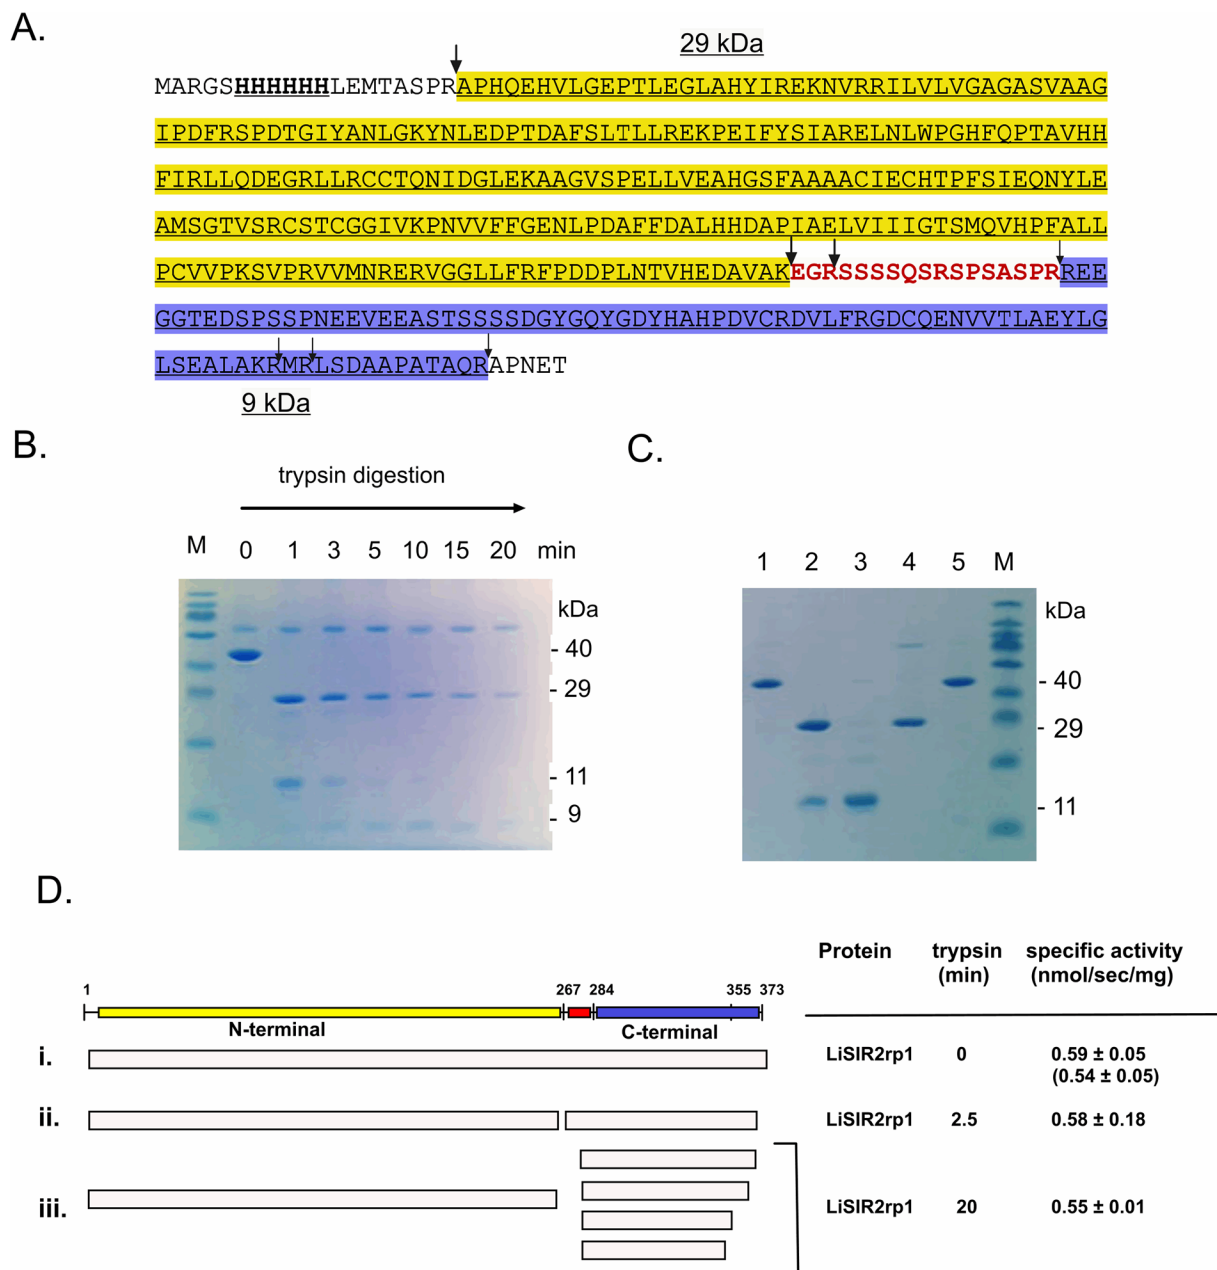 A.
29 kDa
MARGSHHHHHHLEMTASPRAPHQEHVLGEPTLEGLAHYIREKNVRRILVLVGAGASVAAG
IPDFRSPDTGIYANLGKYNLEDPTDAFSLTLLREKPEIFYSIARELNLWPGHFQPTAVHH
FIRLLQDEGRLLRCCTQNIDGLEKAAGVSPELLVEAHGSFAAAACIECHTPFSIEQNYLE
AMSGTVSRCSTCGGIVKPNVVFFGENLPDAFFDALHHDAPIAELVIIIGTSMQVHPFALL
PCVVPKSVPRVVMNRERVGGLLFRFPDDPLNTVHEDAVAKEGRSSSSQSRSPSASPRREE
GGTEDSPSSPNEEVEEASTSSSSDGYGQYGDYHAHPDVCRDVLFRGDCQENVVTLAEYLG
LSEALAKRMRLSDAAPATAQRAPNET
9 kDa
B.
trypsin digestion
M 0 1 3 5 10 15 20 min
kDa
- 40
- 29
- 11
- 9
C.
1 2 3 4 5 M
kDa
- 40
- 29
- 11
D.
Protein trypsin (min) specific activity (nmol/sec/mg)
1 267 284 355 373
N-terminal C-terminal
i. LiSIR2rp1 0 0.59 ± 0.05
(0.54 ± 0.05)
ii. LiSIR2rp1 2.5 0.58 ± 0.18
iii. LiSIR2rp1 20 0.55 ± 0.01